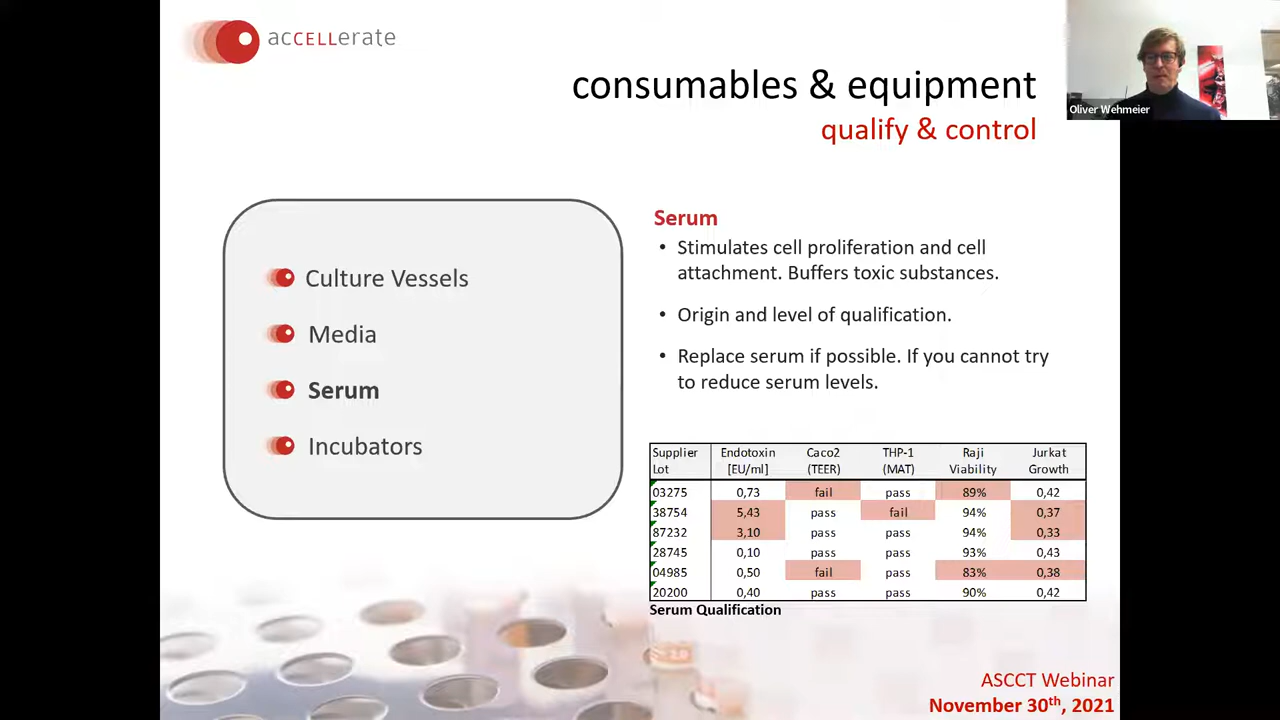 acCELLerate
consumables & equipment
qualify & control
Oliver Wehmeier
Culture Vessels
Media
Serum
Incubators
Serum
• Stimulates cell proliferation and cell
attachment. Buffers toxic substances.
• Origin and level of qualification.
• Replace serum if possible. If you cannot try
to reduce serum levels.
Supplier Endotoxin Caco2 THP-1 Raji Jurkat
Lot [EU/ml] (TEER) (MAT) Viability Growth
03275 0,73 fail pass 89% 0,42
38754 5,43 pass fail 94% 0,37
87232 3,10 pass pass 94% 0,33
28745 0,10 pass pass 93% 0,43
04985 0,50 fail pass 83% 0,38
20200 0,40 pass pass 90% 0,42
Serum Qualification
2.0
ASCCT Webinar
November 30th, 2021